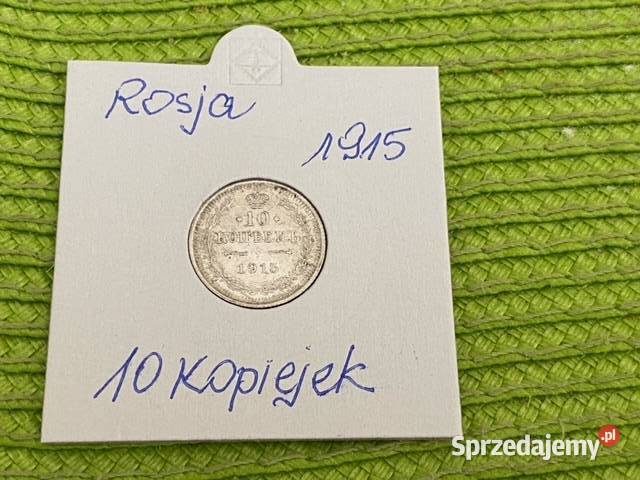 Rosja
1915
·10·
КОПѢЕКЪ
1915
10 Kopiejek
Sprzedajemy.pl